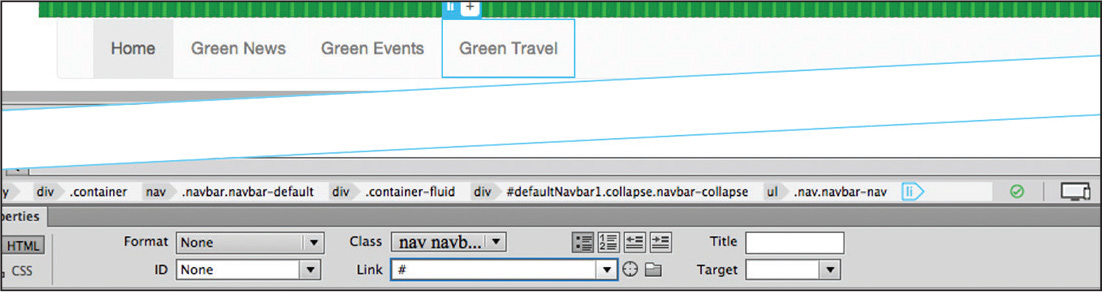 li +
Home Green News Green Events Green Travel
y div .container nav .navbar.navbar-default div .container-fluid div #defaultNavbar1.collapse.navbar-collapse ul .nav.navbar-nav li
perties
HTML Format None Class nav navb... Title
CSS ID None Link # Target